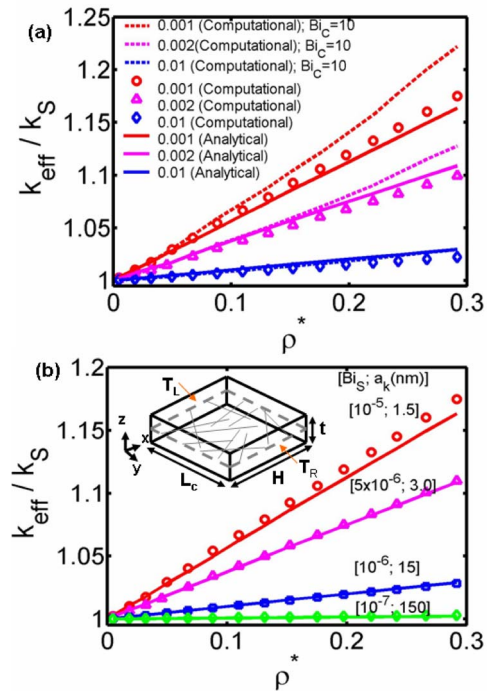 (a)
0.001 (Computational); Bi_C=10
0.002(Computational); Bi_C=10
0.01 (Computational); Bi_C=10
0.001 (Computational)
0.002 (Computational)
0.01 (Computational)
0.001 (Analytical)
0.002 (Analytical)
0.01 (Analytical)
k_eff / k_S
1.25
1.2
1.15
1.1
1.05
1
0 0.1 0.2 0.3
ρ*
(b)
[Bi_S; a_k(nm)]
[10^-5; 1.5]
[5x10^-6; 3.0]
[10^-6; 15]
[10^-7; 150]
T_L
z
x
y
L_c
H
t
T_R
k_eff / k_S
1.2
1.15
1.1
1.05
1
0 0.1 0.2 0.3
ρ*